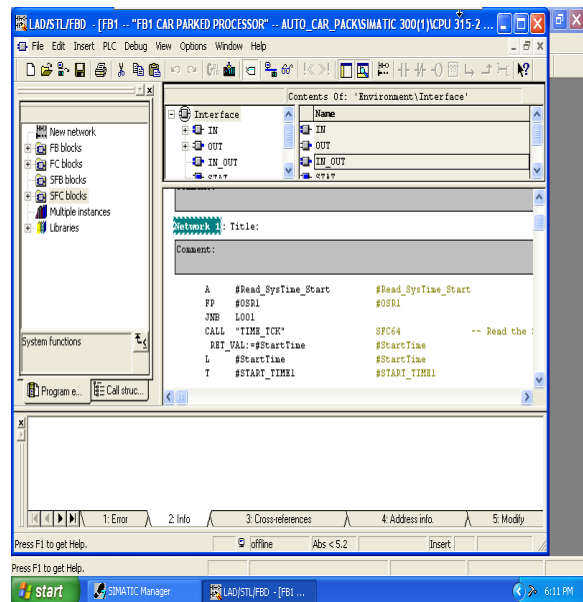 LAD/STL/FBD - [FB1 -- "FB1 CAR PARKED PROCESSOR" -- AUTO_CAR_PACK\SIMATIC 300(1)\CPU 315-2 ...
File Edit Insert PLC Debug View Options Window Help
Contents Of: 'Environment\Interface'
Interface
IN
OUT
IN_OUT
STAT
Name
IN
OUT
IN_OUT
STAT
New network
FB blocks
FC blocks
SFB blocks
SFC blocks
Multiple instances
Libraries
System functions
Program e...
Call struc...
Comment:
Network 1: Title:
Comment:
A #Read_SysTime_Start #Read_SysTime_Start
FP #OSR1 #OSR1
JNB L001
CALL "TIME_TCK" SFC64 -- Read the
RET_VAL:=#StartTime #StartTime
L #StartTime #StartTime
T #START_TIME1 #START_TIME1
1: Error 2: Info 3: Cross-references 4: Address info. 5: Modify
Press F1 to get Help. offline Abs < 5.2 Insert
Press F1 to get Help.
start SIMATIC Manager LAD/STL/FBD - [FB1 ... 6:11 PM